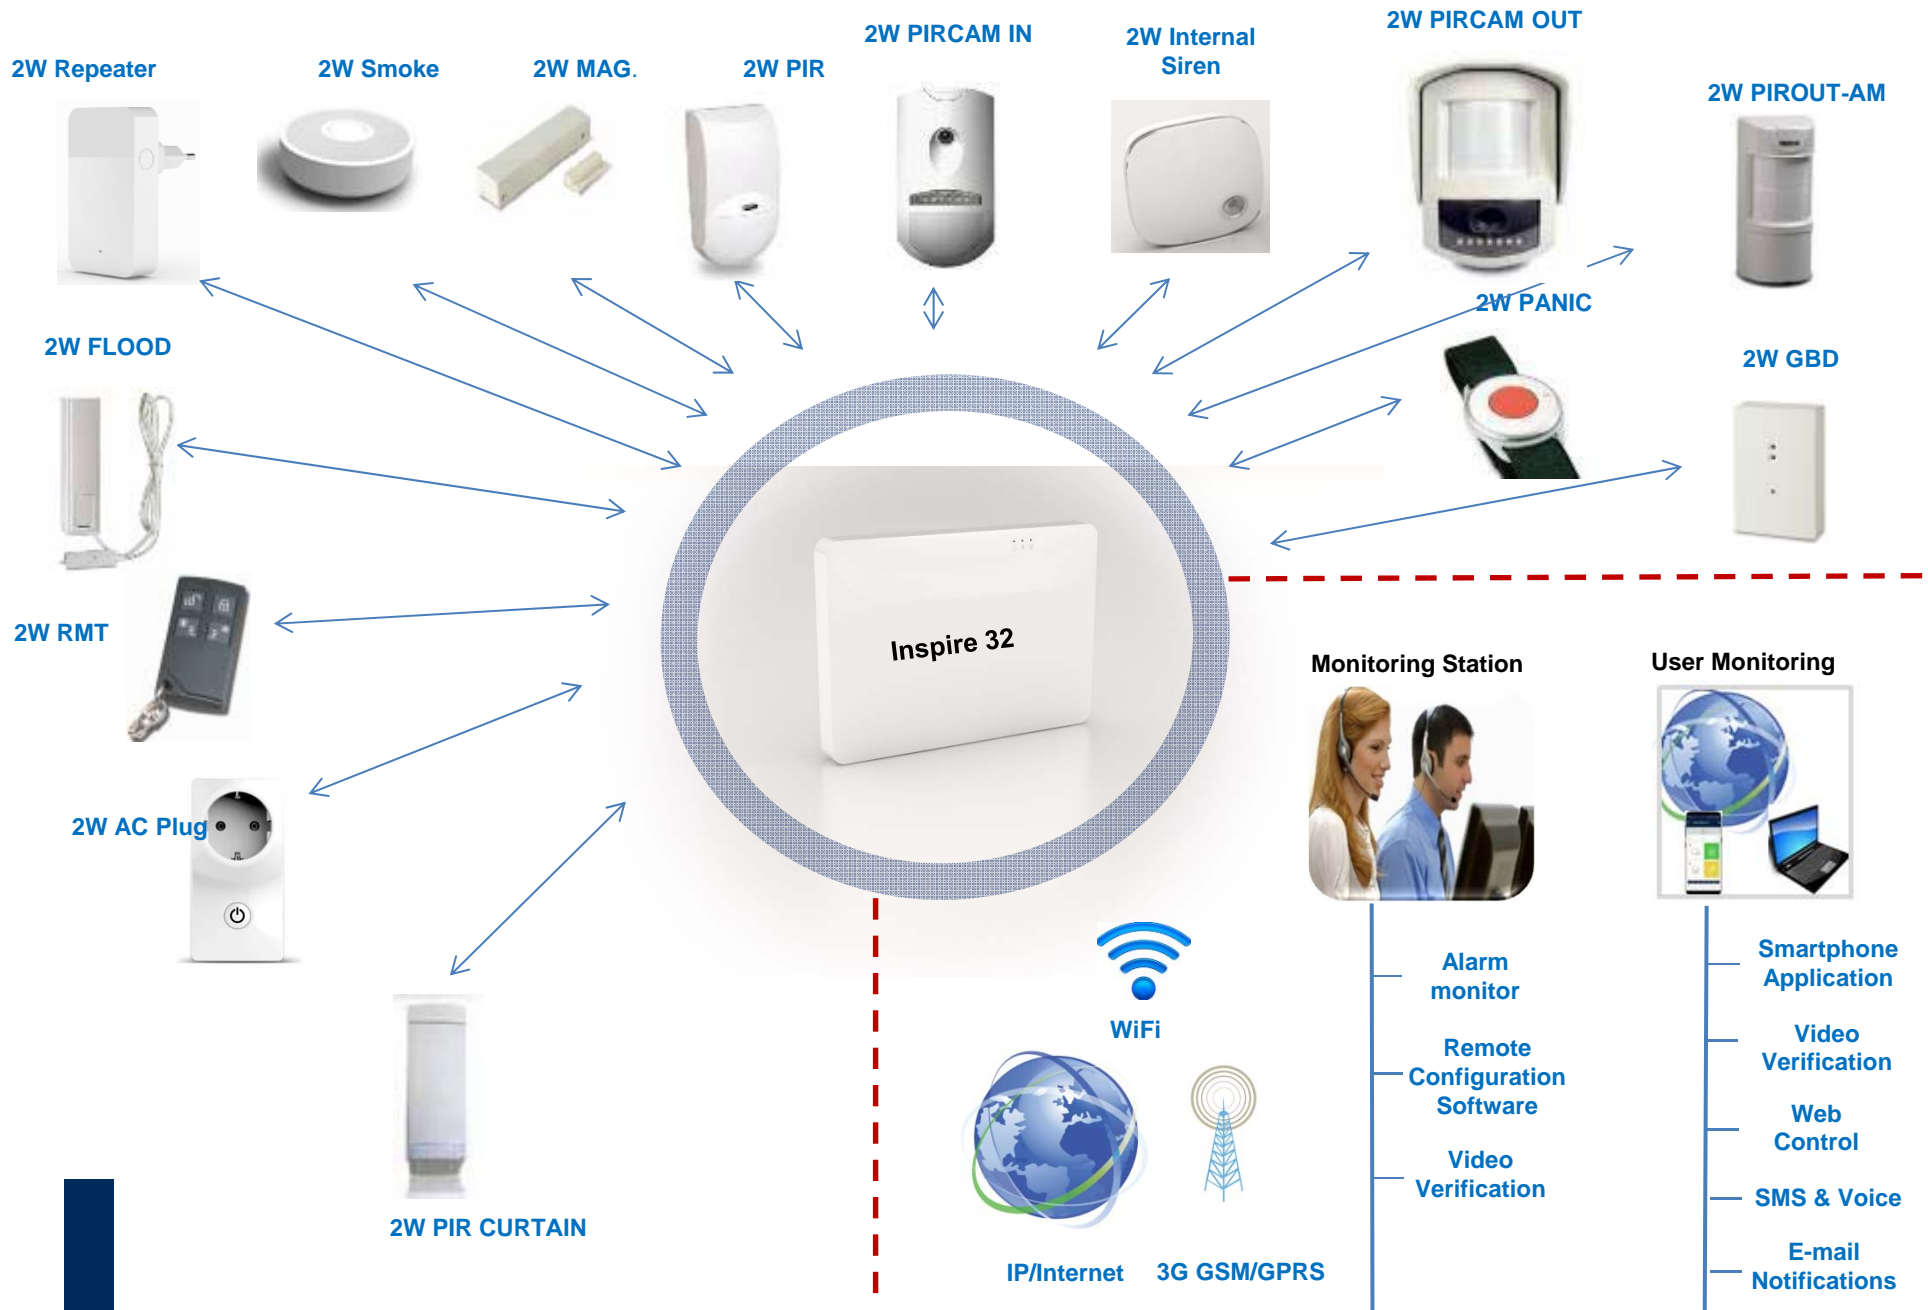 2W PIRCAM OUT
2W PIRCAM IN
2W Internal
Siren
2W Repeater
2W Smoke
2W MAG.
2W PIR
2W PIROUT-AM
2W PANIC
2W FLOOD
2W GBD
2W RMT
Inspire 32
Monitoring Station
User Monitoring
2W AC Plug
Alarm
monitor
Smartphone
Application
WiFi
Remote
Configuration
Software
Video
Verification
Web
Control
Video
Verification
SMS & Voice
2W PIR CURTAIN
IP/Internet
3G GSM/GPRS
E-mail
Notifications